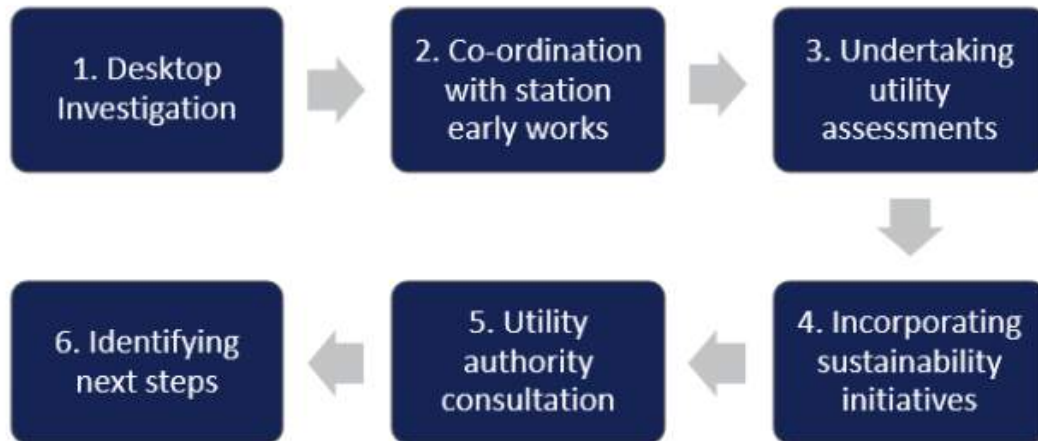 1. Desktop
Investigation
2. Co-ordination
with station
early works
3. Undertaking
utility
assessments
4. Incorporating
sustainability
initiatives
5. Utility
authority
consultation
6. Identifying
next steps